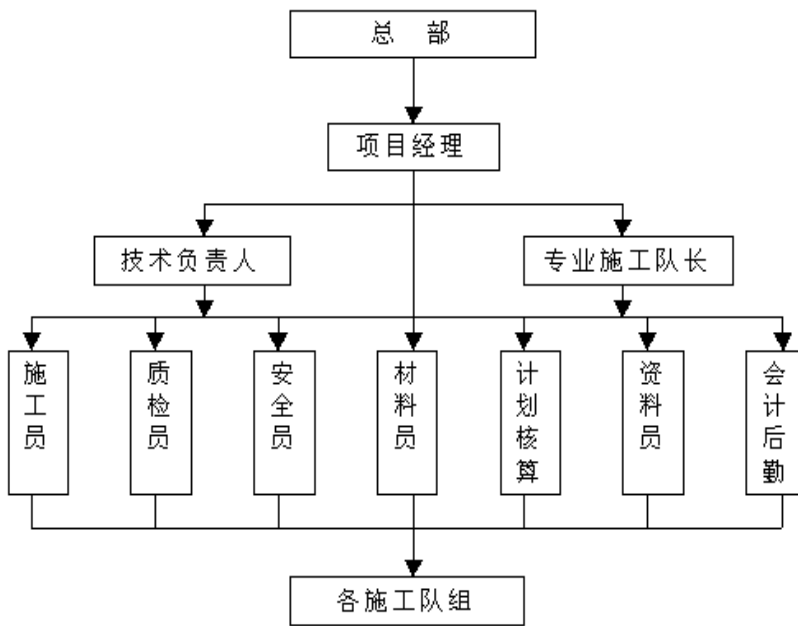 总 部
项目经理
技术负责人
专业施工队长
施工员
质检员
安全员
材料员
计划核算
资料员
会计后勤
各施工队组